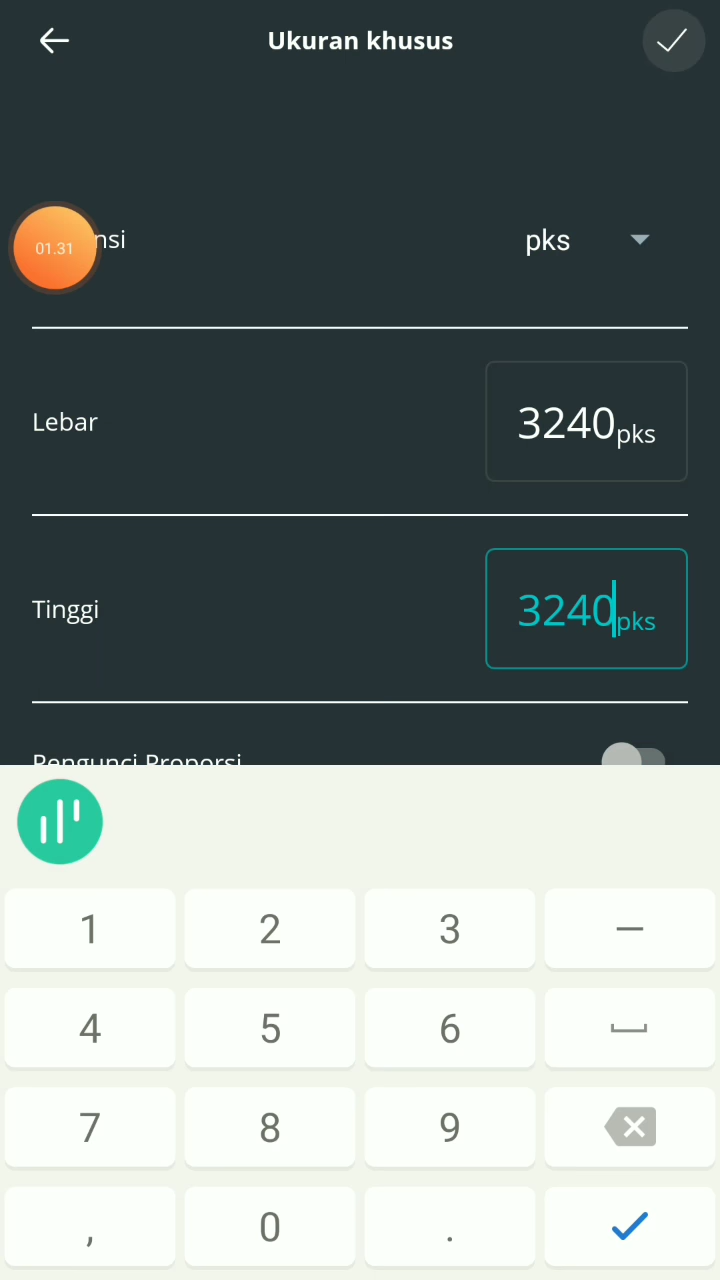 Ukuran khusus
01.31
pks
Lebar
3240pks
Tinggi
3240pks
Pengunci Proporsi
1 2 3 —
4 5 6
7 8 9
, 0 .